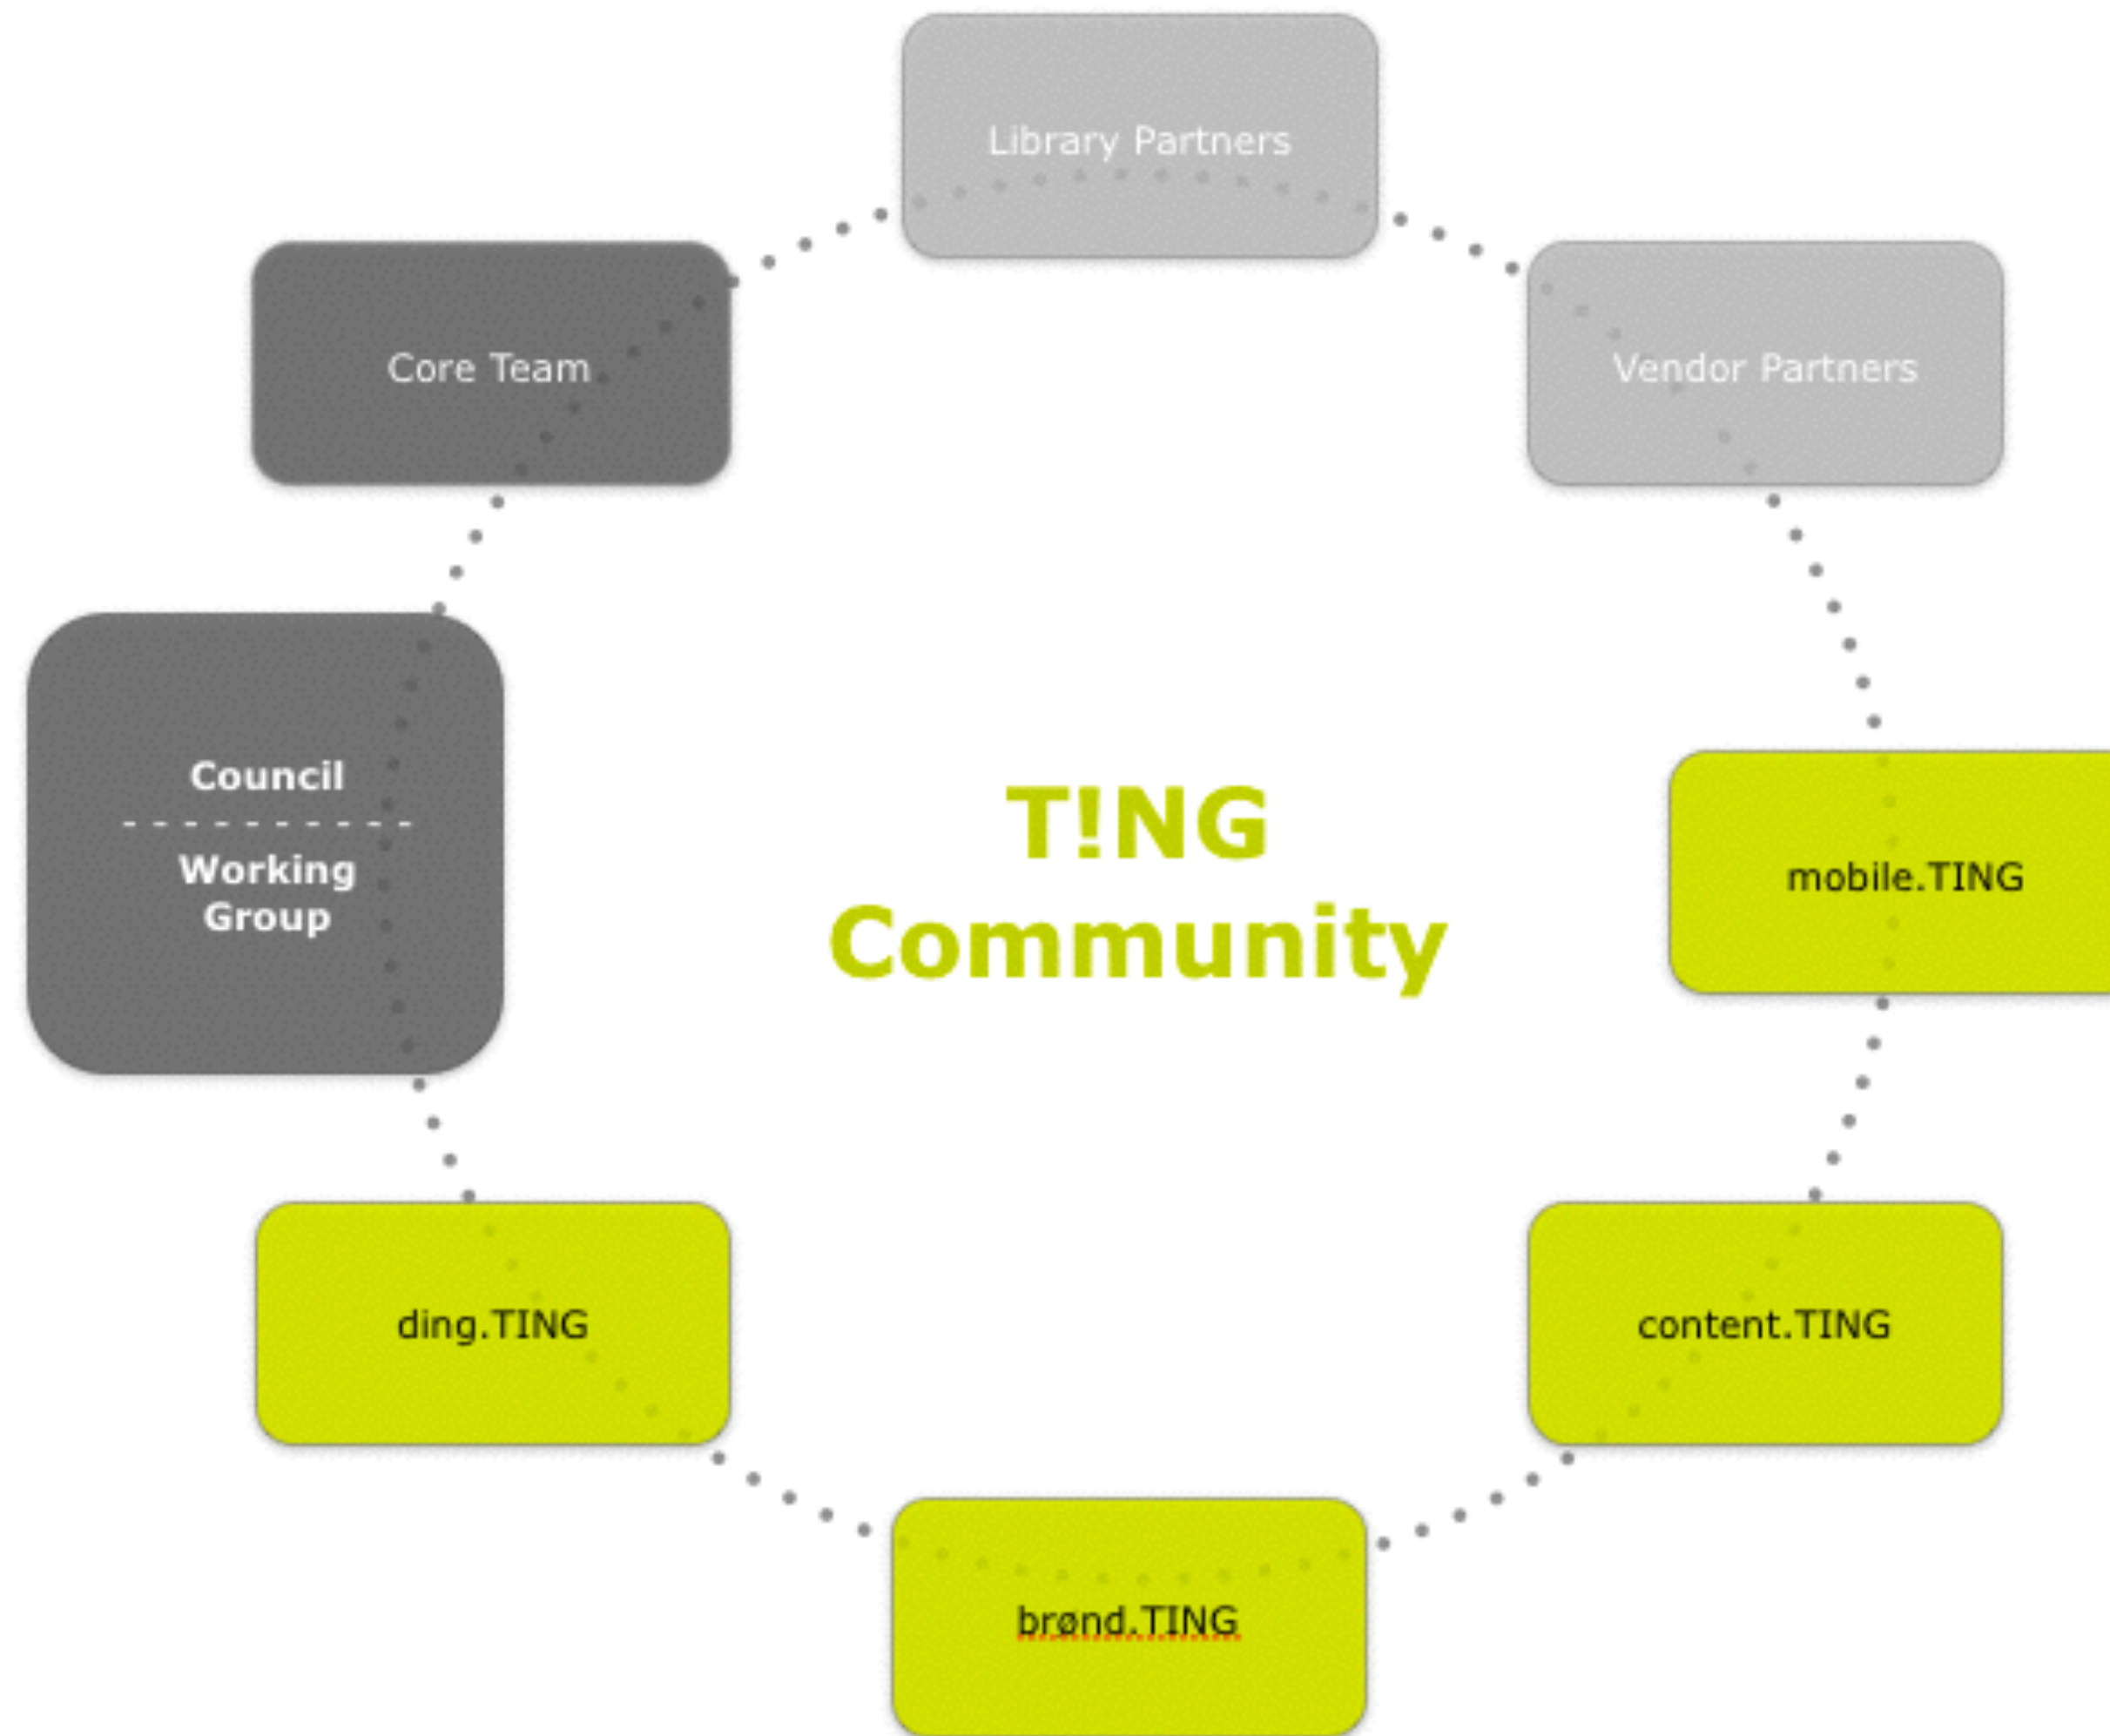 Library Partners
Core Team
Vendor Partners
Council
Working
Group
T!NG
Community
mobile.TING
ding.TING
content.TING
brønd.TING